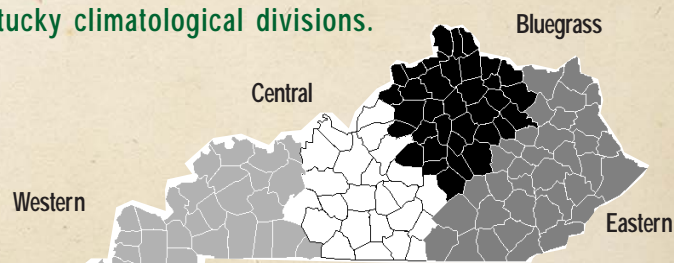 tucky climatological divisions.
Bluegrass
Central
Western
Eastern